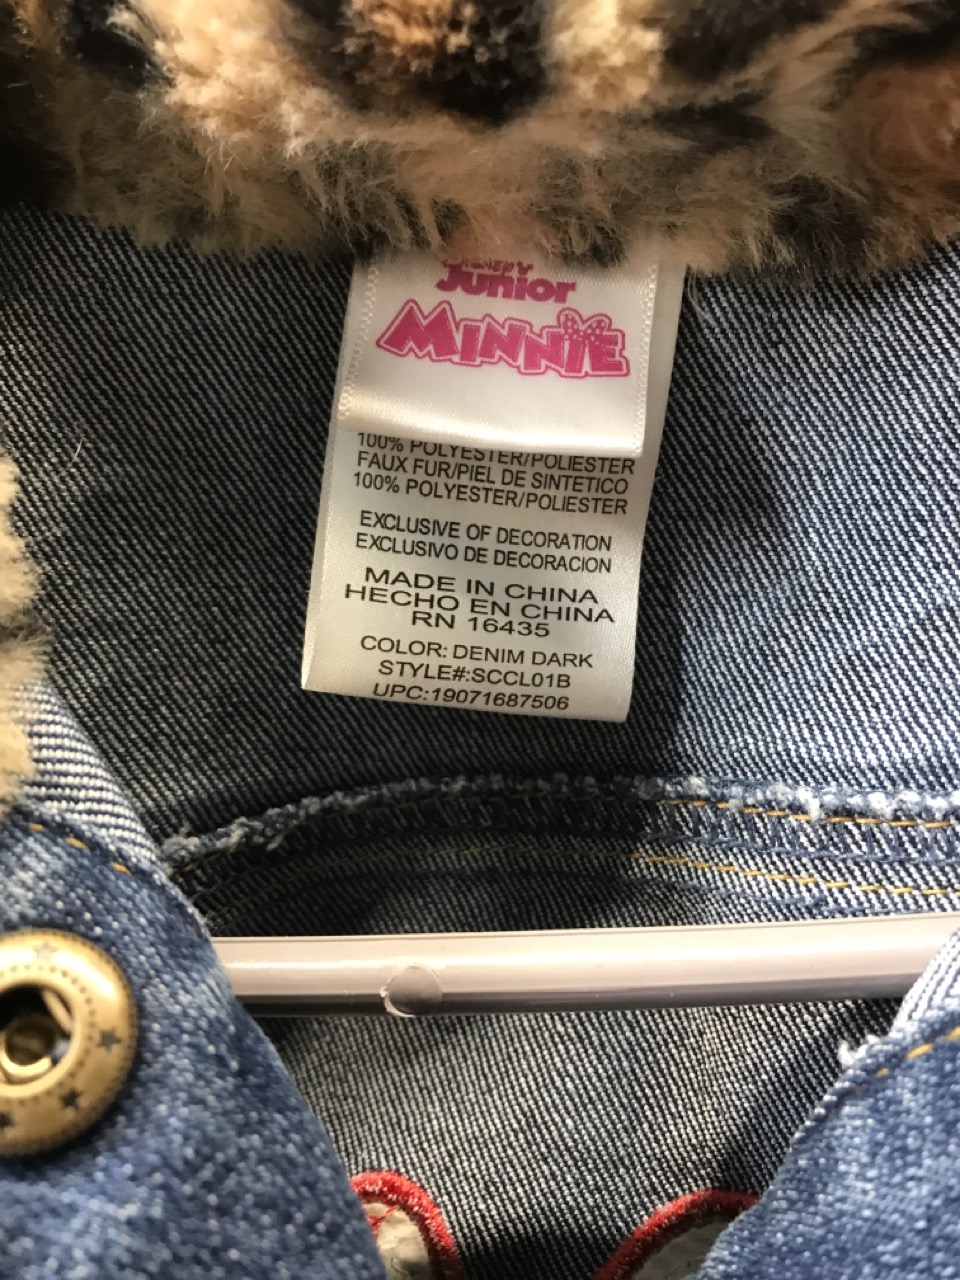 Disney
Junior
MINNIE
100% POLYESTER/POLIESTER
FAUX FUR/PIEL DE SINTETICO
100% POLYESTER/POLIESTER
EXCLUSIVE OF DECORATION
EXCLUSIVO DE DECORACION
MADE IN CHINA
HECHO EN CHINA
RN 16435
COLOR: DENIM DARK
STYLE#:SCCL01B
UPC:19071687506